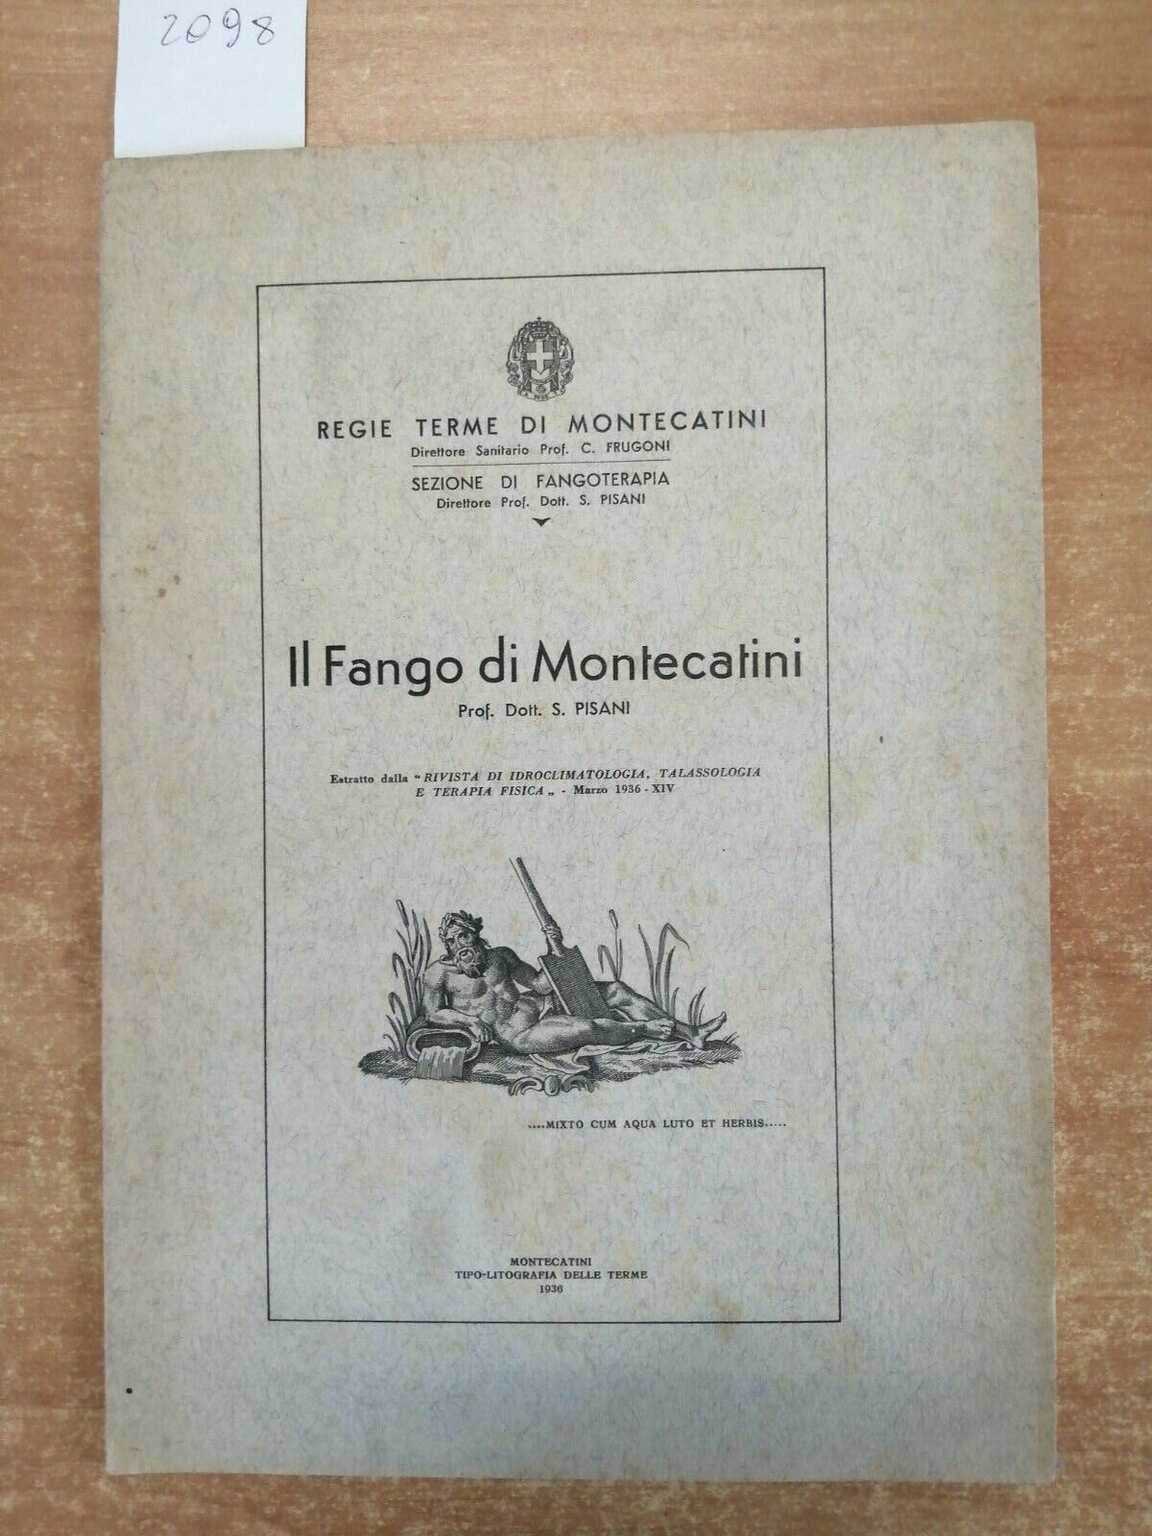 2098
REGIE TERME DI MONTECATINI
Direttore Sanitario Prof. C. FRUGONI
SEZIONE DI FANGOTERAPIA
Direttore Prof. Dott. S. PISANI
Il Fango di Montecatini
Prof. Dott. S. PISANI
Estratto dalla “RIVISTA DI IDROCLIMATOLOGIA, TALASSOLOGIA
E TERAPIA FISICA„ - Marzo 1936 - XIV
....MIXTO CUM AQUA LUTO ET HERBIS.....
MONTECATINI
TIPO-LITOGRAFIA DELLE TERME
1936